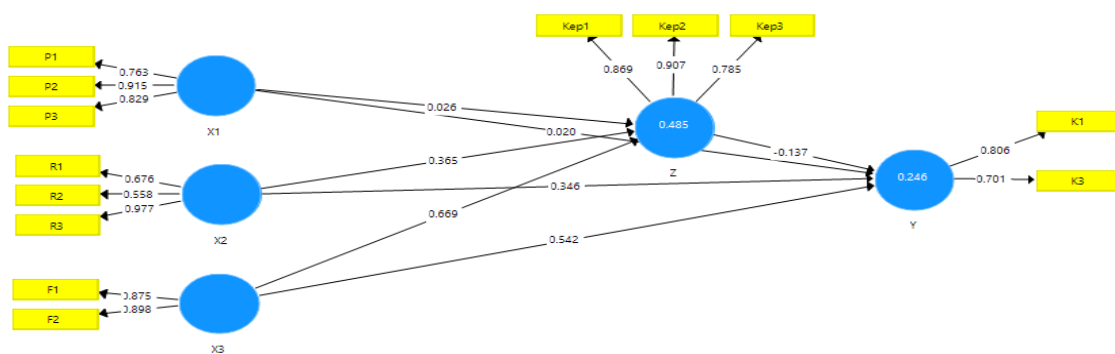 Kep1 Kep2 Kep3
0.869 0.907 0.785
P1
P2
P3
0.763
0.915
0.829
X1
0.026
0.020
0.485
Z
-0.137
K1
0.806
K3
0.701
0.246
Y
R1
R2
R3
0.676
0.558
0.977
X2
0.365
0.346
0.669
0.542
F1
F2
0.875
0.898
X3